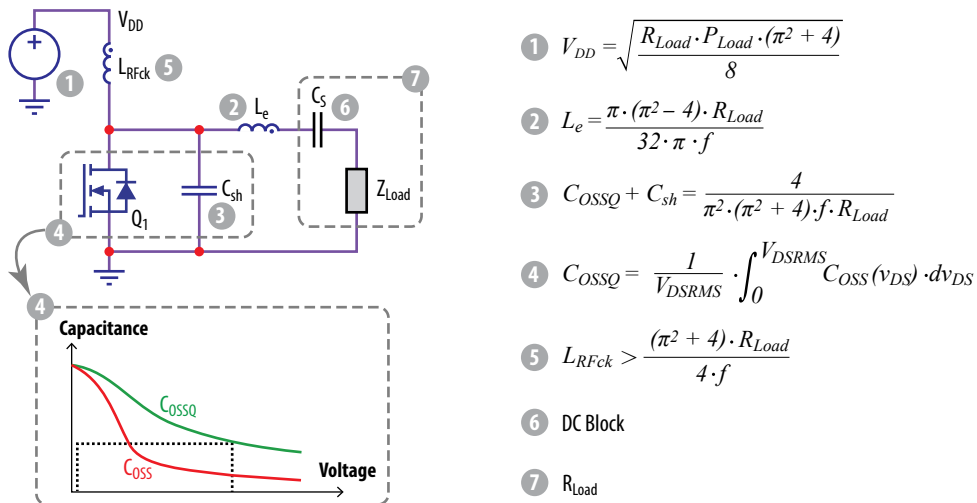 V_DD
L_RFck 5
1
2 L_e
C_s 6
7
Z_Load
C_sh
3
Q_1
4
4
Capacitance
C_OSSQ
C_OSS
Voltage
1 V_DD = √(R_Load · P_Load · (π² + 4) / 8)
2 L_e = π · (π² – 4) · R_Load / 32 · π · f
3 C_OSSQ + C_sh = 4 / π² · (π² + 4) · f · R_Load
4 C_OSSQ = 1 / V_DSRMS · ∫₀^V_DSRMS C_OSS (v_DS) · dv_DS
5 L_RFck > (π² + 4) · R_Load / 4 · f
6 DC Block
7 R_Load